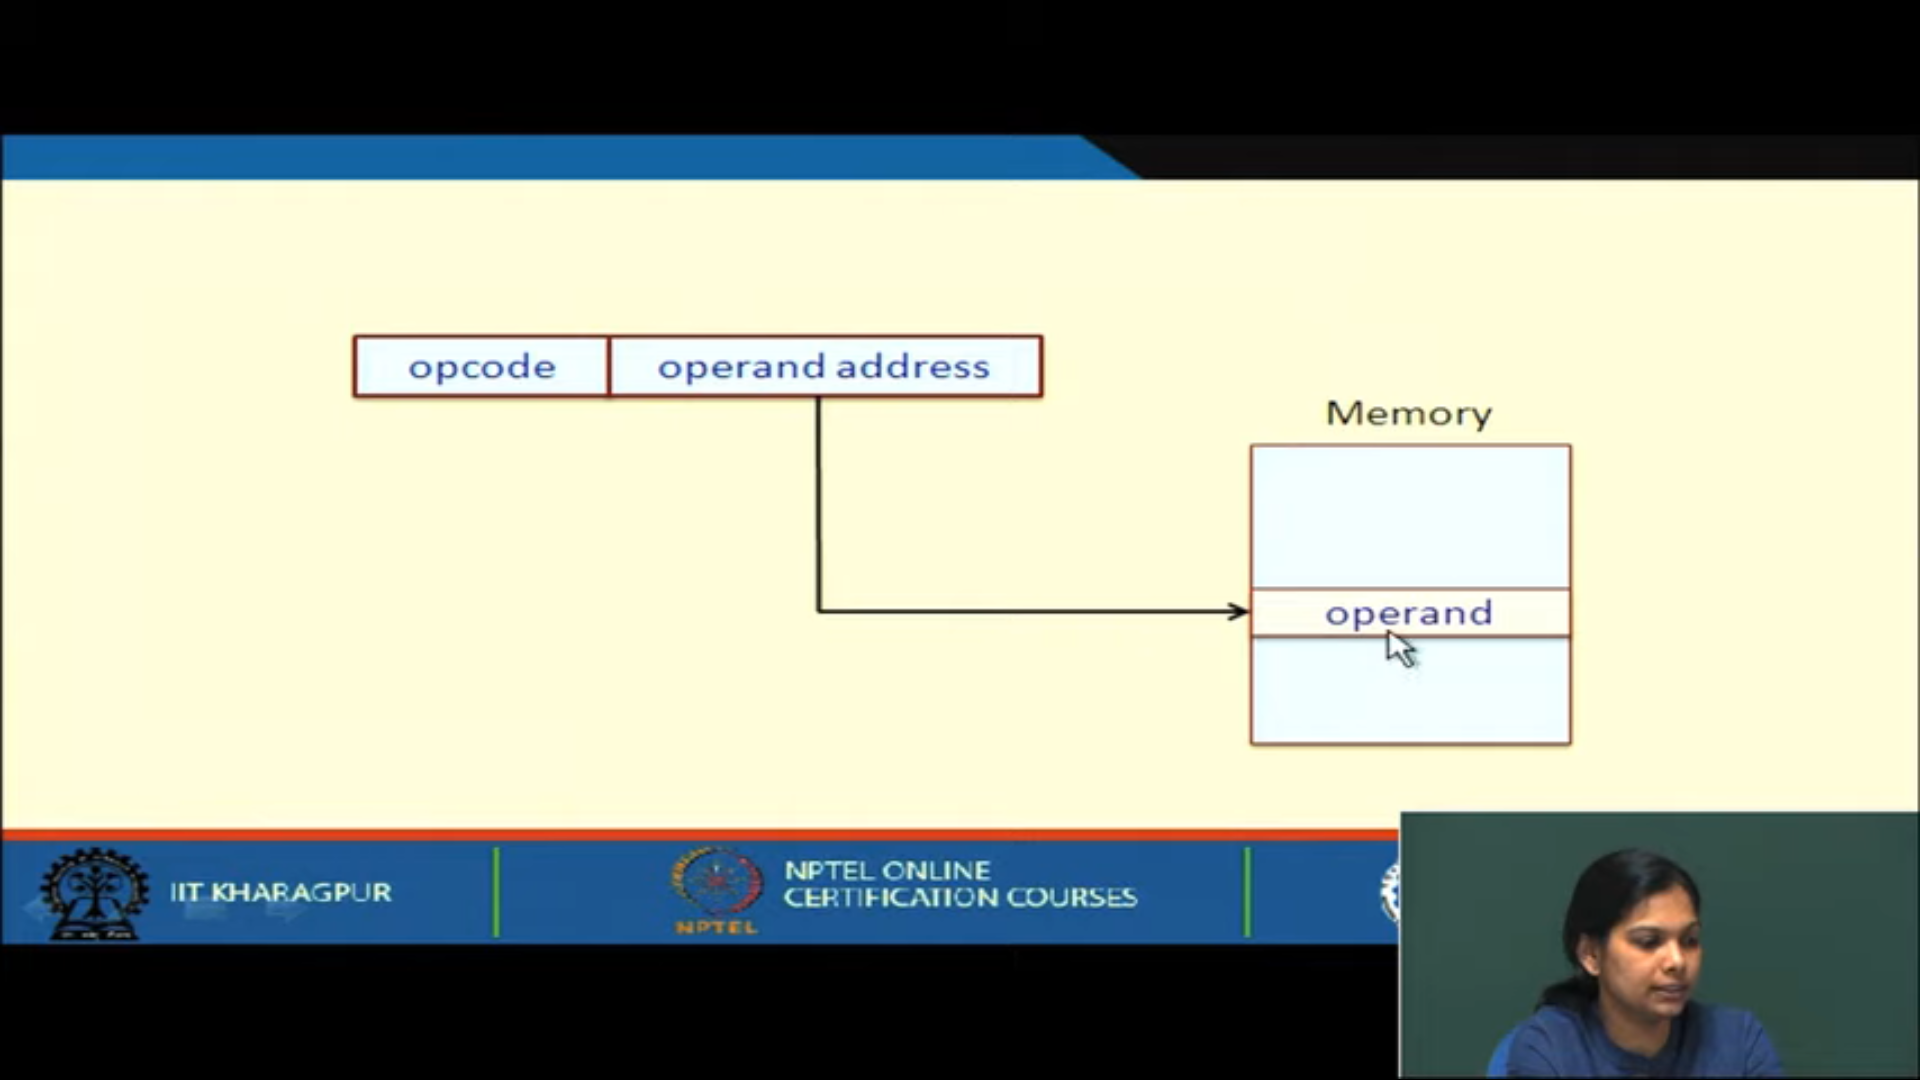 opcode
operand address
Memory
operand
IIT KHARAGPUR
NPTEL
NPTEL ONLINE
CERTIFICATION COURSES